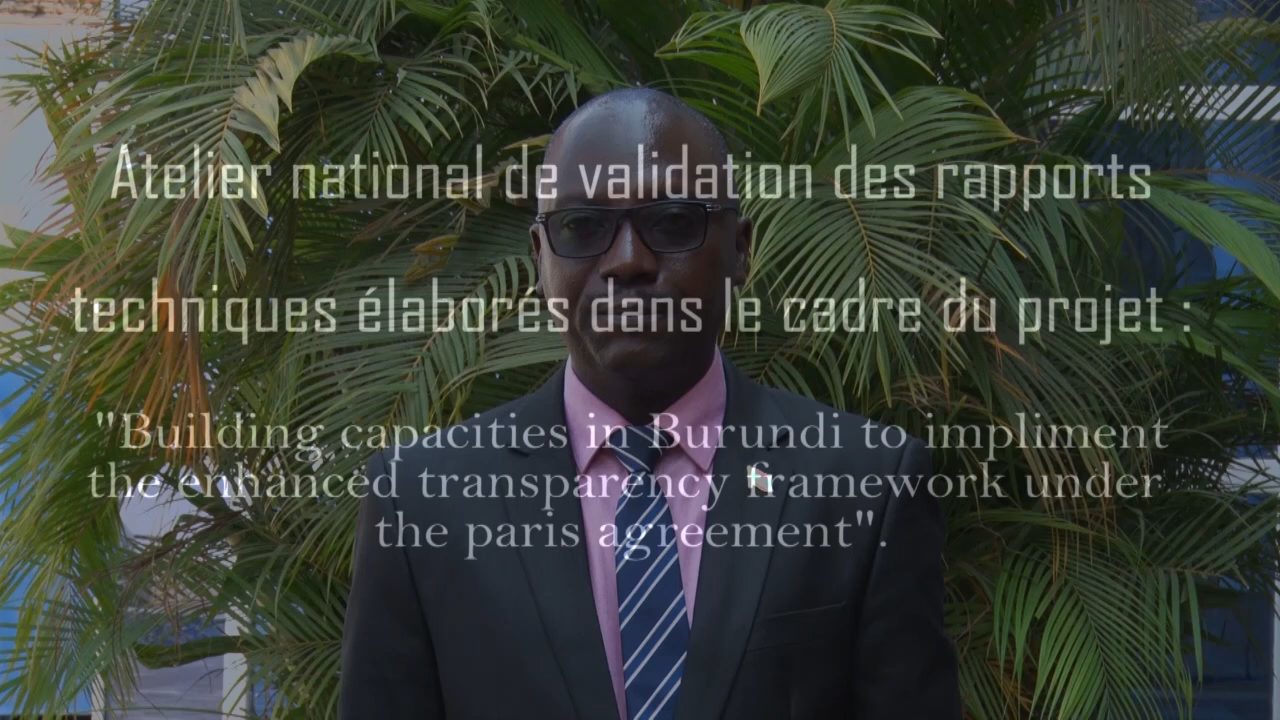 Atelier national de validation des rapports
techniques élaborés dans le cadre du projet :
"Building capacities in Burundi to impliment
the enhanced transparency framework under
the paris agreement".